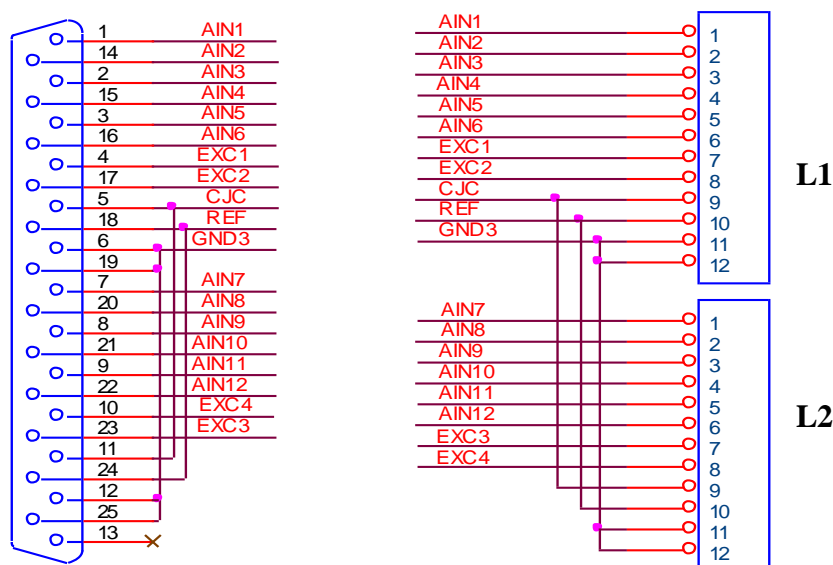 1 AIN1
14 AIN2
2 AIN3
15 AIN4
3 AIN5
16 AIN6
4 EXC1
17 EXC2
5 CJC
18 REF
6 GND3
19
7 AIN7
20 AIN8
8 AIN9
21 AIN10
9 AIN11
22 AIN12
10 EXC4
23 EXC3
11
24
12
25
13
AIN1 1
AIN2 2
AIN3 3
AIN4 4
AIN5 5
AIN6 6
EXC1 7
EXC2 8
CJC 9
REF 10
GND3 11
12
L1
AIN7 1
AIN8 2
AIN9 3
AIN10 4
AIN11 5
AIN12 6
EXC3 7
EXC4 8
9
10
11
12
L2